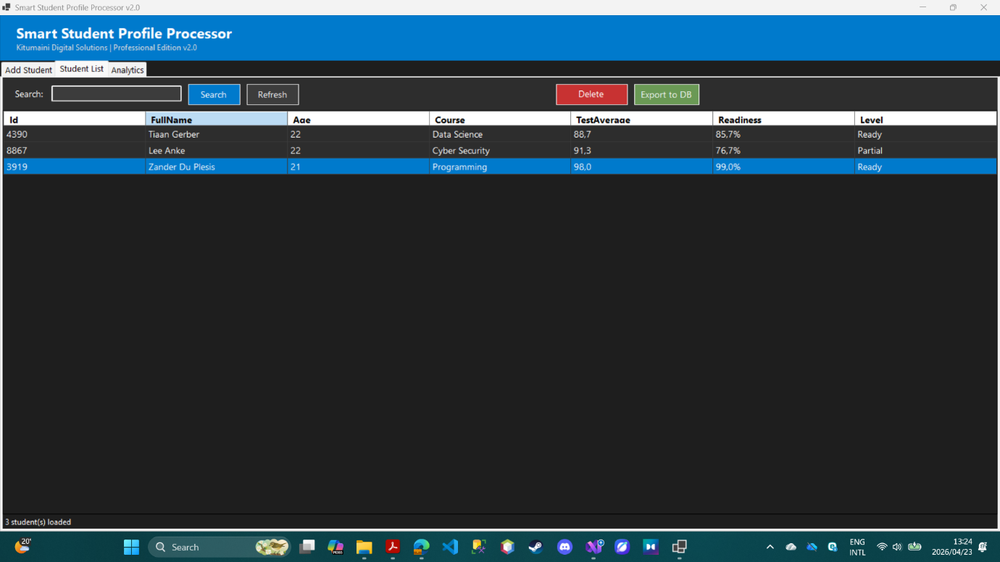 Smart Student Profile Processor v2.0
Smart Student Profile Processor
Kitumaini Digital Solutions | Professional Edition v2.0
Add Student Student List Analytics
Search: Search Refresh Delete Export to DB
Id FullName Age Course TestAverage Readiness Level
4390 Tiaan Gerber 22 Data Science 88,7 85,7% Ready
8867 Lee Anke 22 Cyber Security 91,3 76,7% Partial
3919 Zander Du Plesis 21 Programming 98,0 99,0% Ready
3 student(s) loaded
20° Search M365 ENG 13:24
INTL 2026/04/23